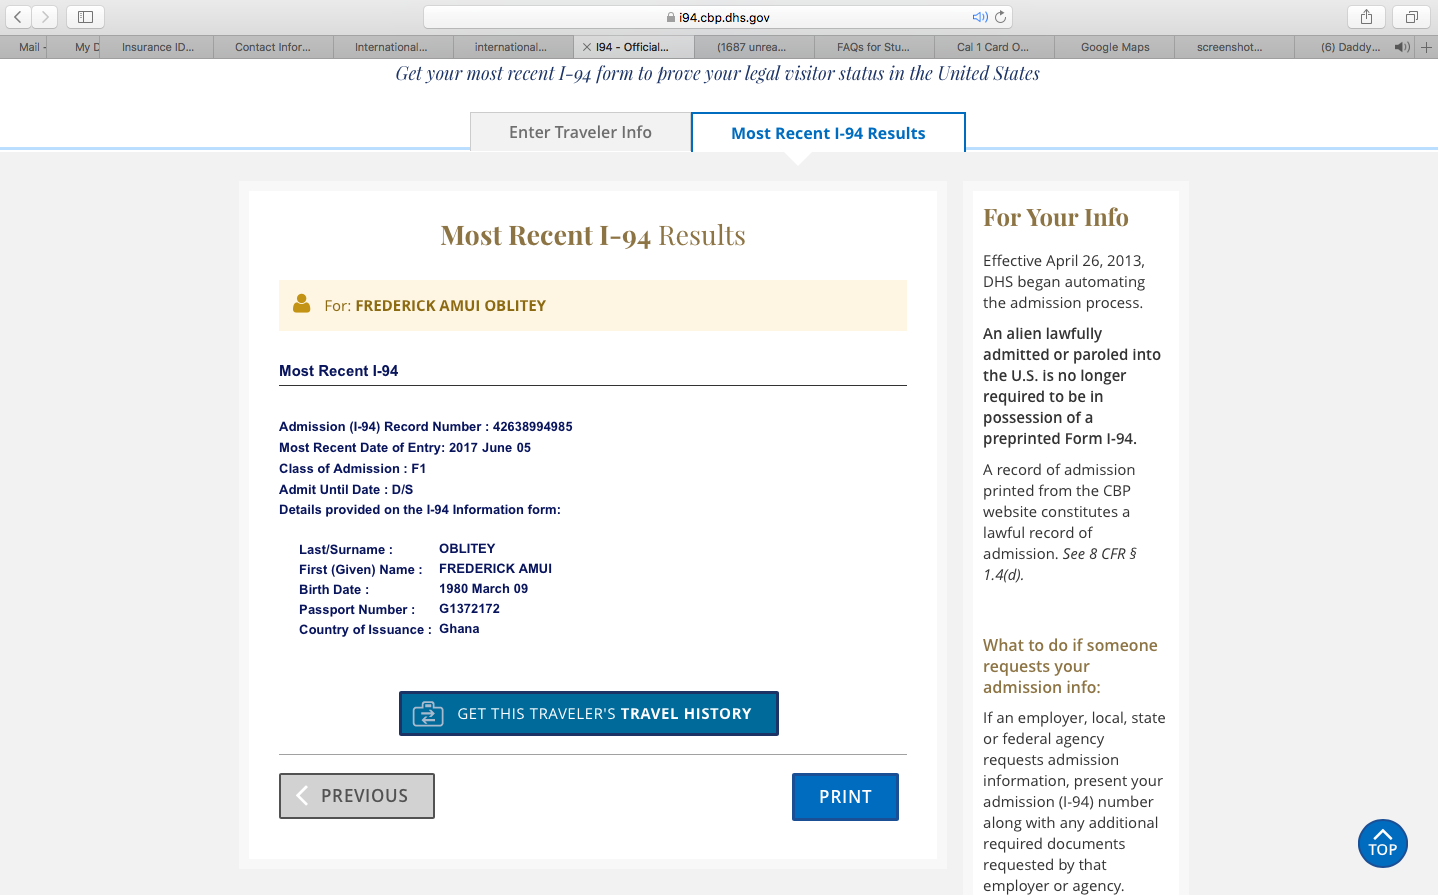 i94.cbp.dhs.gov
Mail -
My D
Insurance ID...
Contact Infor...
International...
international...
I94 - Official...
(1687 unrea...
FAQs for Stu...
Cal 1 Card O...
Google Maps
screenshot...
(6) Daddy...
Get your most recent I-94 form to prove your legal visitor status in the United States
Enter Traveler Info
Most Recent I-94 Results
Most Recent I-94 Results
For: FREDERICK AMUI OBLITEY
Most Recent I-94
Admission (I-94) Record Number : 42638994985
Most Recent Date of Entry: 2017 June 05
Class of Admission : F1
Admit Until Date : D/S
Details provided on the I-94 Information form:
Last/Surname : OBLITEY
First (Given) Name : FREDERICK AMUI
Birth Date : 1980 March 09
Passport Number : G1372172
Country of Issuance : Ghana
GET THIS TRAVELER'S TRAVEL HISTORY
PREVIOUS
PRINT
For Your Info
Effective April 26, 2013,
DHS began automating
the admission process.
An alien lawfully
admitted or paroled into
the U.S. is no longer
required to be in
possession of a
preprinted Form I-94.
A record of admission
printed from the CBP
website constitutes a
lawful record of
admission. See 8 CFR §
1.4(d).
What to do if someone
requests your
admission info:
If an employer, local, state
or federal agency
requests admission
information, present your
admission (I-94) number
along with any additional
required documents
requested by that
employer or agency.
TOP